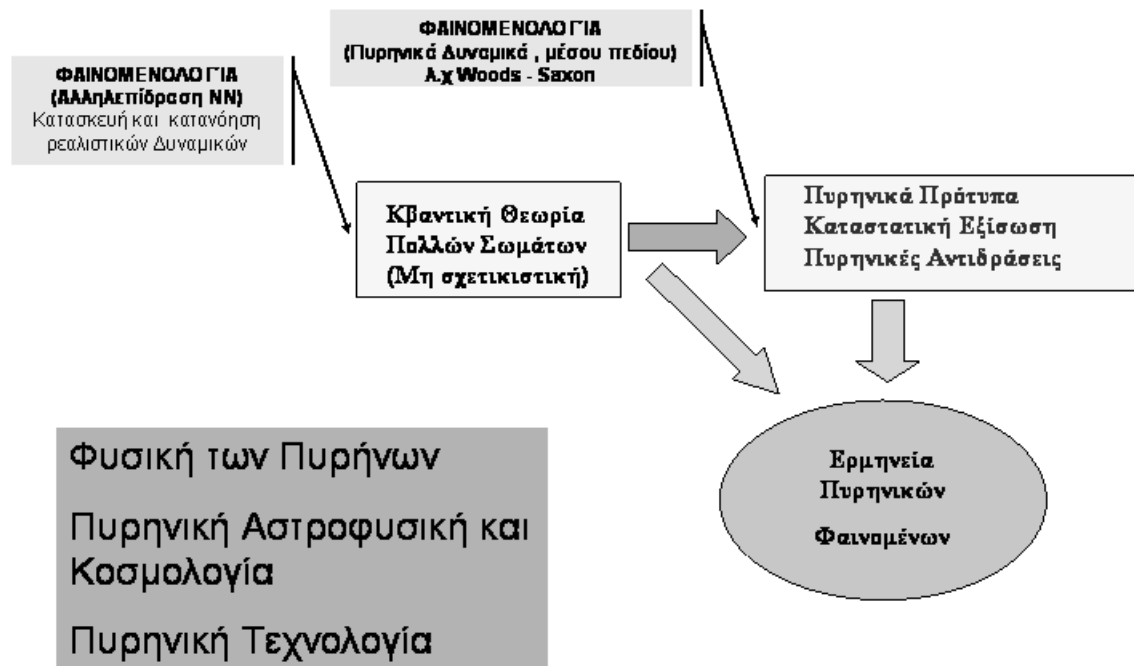 ΦΑΙΝΟΜΕΝΟΛΟΓΙΑ
(Πυρηνικά Δυναμικά , μέσου πεδίου)
Α.χ Woods - Saxon
ΦΑΙΝΟΜΕΝΟΛΟΓΙΑ
(Αλληλεπίδραση ΝΝ)
Κατασκευή και κατανόηση
ρεαλιστικών Δυναμικών
Κβαντική Θεωρία
Πολλών Σωμάτων
(Μη σχετικιστική)
Πυρηνικά Πρότυπα
Καταστατική Εξίσωση
Πυρηνικές Αντιδράσεις
Ερμηνεία
Πυρηνικών
Φαινομένων
Φυσική των Πυρήνων
Πυρηνική Αστροφυσική και
Κοσμολογία
Πυρηνική Τεχνολογία